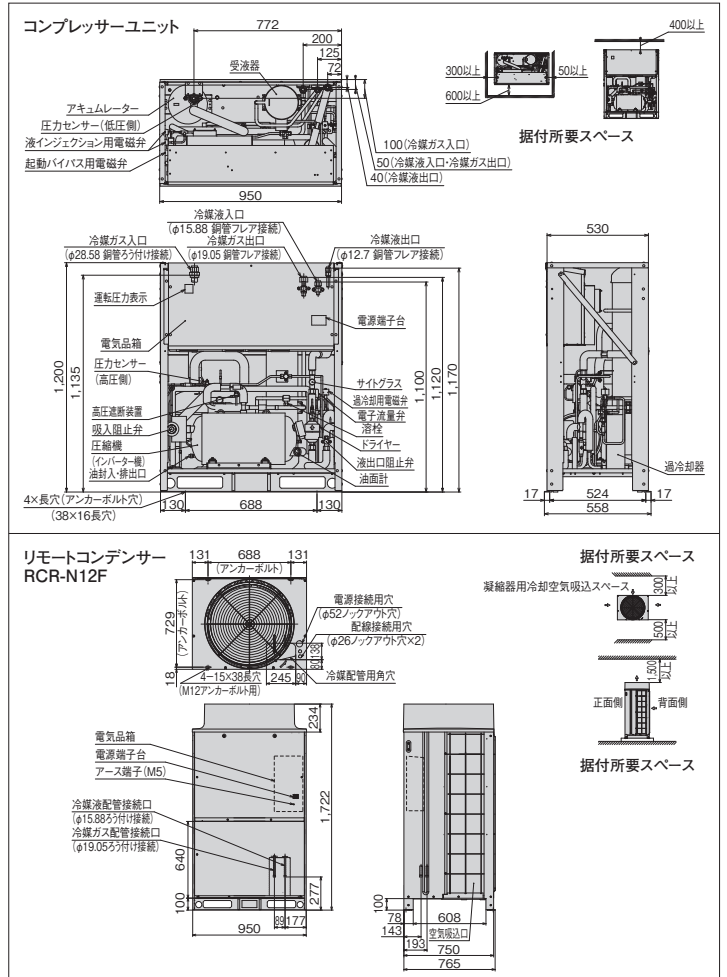 コンプレッサーユニット
772
200
125
72
受液器
アキュムレーター
圧力センサー(低圧側)
液インジェクション用電磁弁
起動バイパス用電磁弁
100(冷媒ガス入口)
50(冷媒液入口・冷媒ガス出口)
40(冷媒液出口)
950
400以上
300以上
50以上
600以上
据付所要スペース
冷媒液入口
(φ15.88 銅管フレア接続)
冷媒ガス入口
(φ28.58 銅管ろう付け接続)
冷媒ガス出口
(φ19.05 銅管フレア接続)
冷媒液出口
(φ12.7 銅管フレア接続)
運転圧力表示
電源端子台
電気品箱
圧力センサー
(高圧側)
高圧遮断装置
吸入阻止弁
圧縮機
(インバーター機)
油封入・排出口
4×長穴(アンカーボルト穴)
(38×16長穴)
サイトグラス
過冷却用電磁弁
電子流量弁
溶栓
ドライヤー
液出口阻止弁
油面計
1,200
1,135
1,100
1,120
1,170
130
688
130
530
過冷却器
17
524
17
558
リモートコンデンサー
RCR-N12F
131
688
131
(アンカーボルト)
729
(アンカーボルト)
18
電源接続用穴
(φ52ノックアウト穴)
配線接続用穴
(φ26ノックアウト穴×2)
冷媒配管用角穴
136
80
4−15×38長穴
(M12アンカーボルト用)
245
90
据付所要スペース
凝縮器用冷却空気吸込スペース
300以上
500以上
1,500以上
正面側
背面側
据付所要スペース
電気品箱
電源端子台
アース端子(M5)
冷媒液配管接続口
(φ15.88ろう付け接続)
冷媒ガス配管接続口
(φ19.05ろう付け接続)
234
1,722
640
100
277
89
177
950
100
78
608
143
空気吸込口
193
750
765